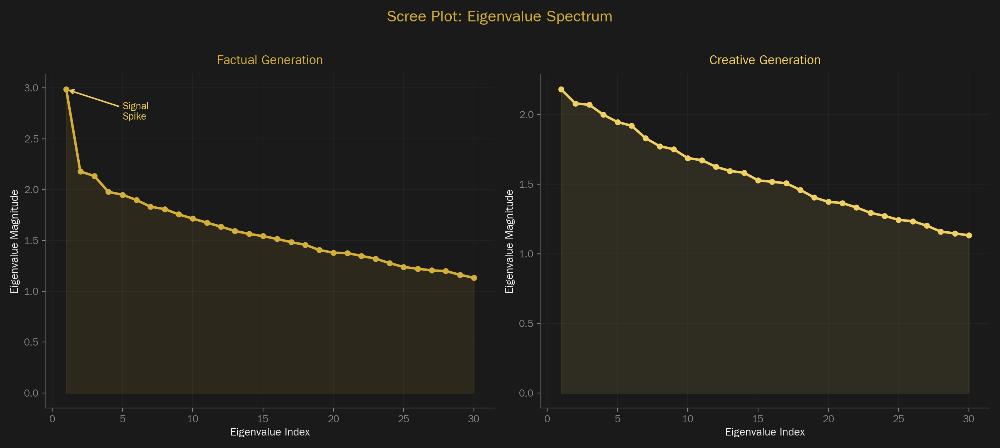 Scree Plot: Eigenvalue Spectrum
Factual Generation
3.0
2.5
2.0
1.5
1.0
0.5
0.0
Eigenvalue Magnitude
Signal
Spike
0 5 10 15 20 25 30
Eigenvalue Index
Creative Generation
2.0
1.5
1.0
0.5
0.0
Eigenvalue Magnitude
0 5 10 15 20 25 30
Eigenvalue Index